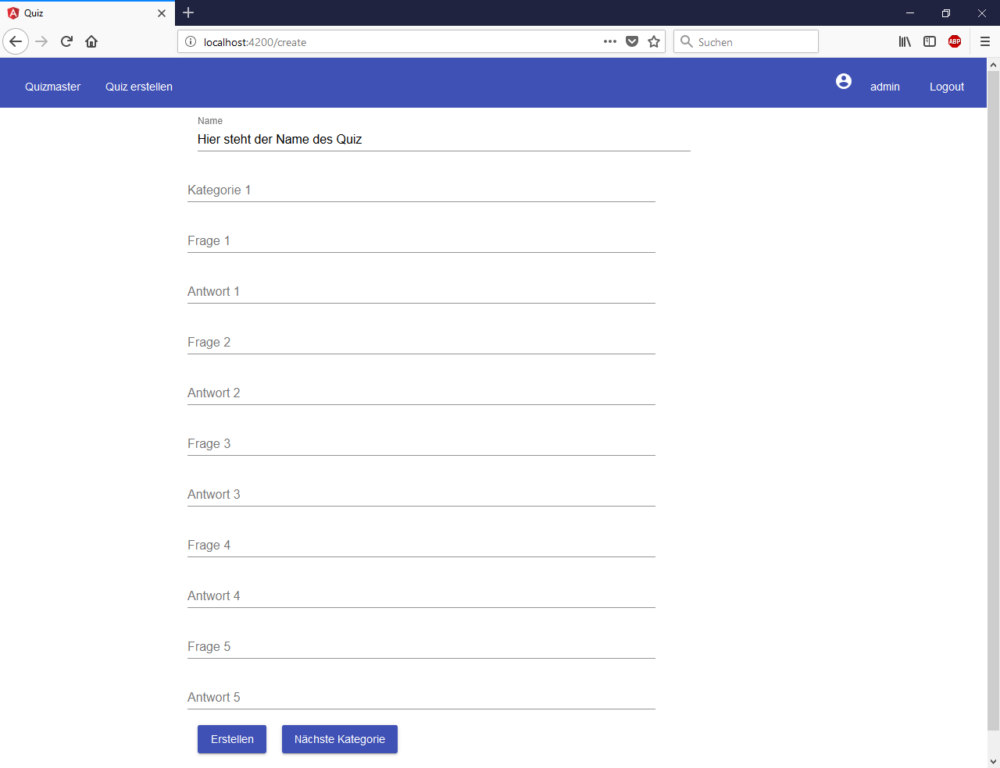 Quiz
localhost:4200/create
Suchen
ABP
Quizmaster
Quiz erstellen
admin
Logout
Name
Hier steht der Name des Quiz
Kategorie 1
Frage 1
Antwort 1
Frage 2
Antwort 2
Frage 3
Antwort 3
Frage 4
Antwort 4
Frage 5
Antwort 5
Erstellen
Nächste Kategorie